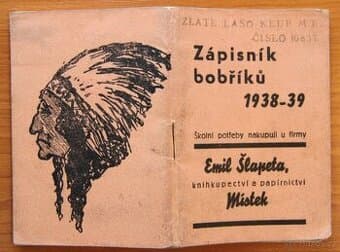 ZLATÉ LASO KLUB M.T.
ČÍSLO
Zápisník
bobříků
1938-39
Školní potřeby nakupuji u firmy
Emil Šlapeta,
knihkupectví a papírnictví
Místek